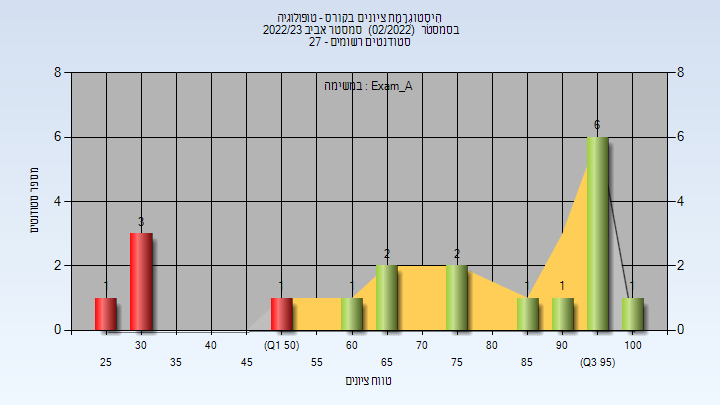 היסטוגרמת ציונים בקורס - טופולוגיה
בסמסטר (02/2022) סמסטר אביב 2022/23
סטודנטים רשומים - 27
במשימה : Exam_A
8 8
6 6
4 4
2 2
0 0
מספר סטודנטים
1 3 1 1 2 2 1 1 6 1
30 40 (Q1 50) 60 70 80 90 100
25 35 45 55 65 75 85 (Q3 95)
טווח ציונים